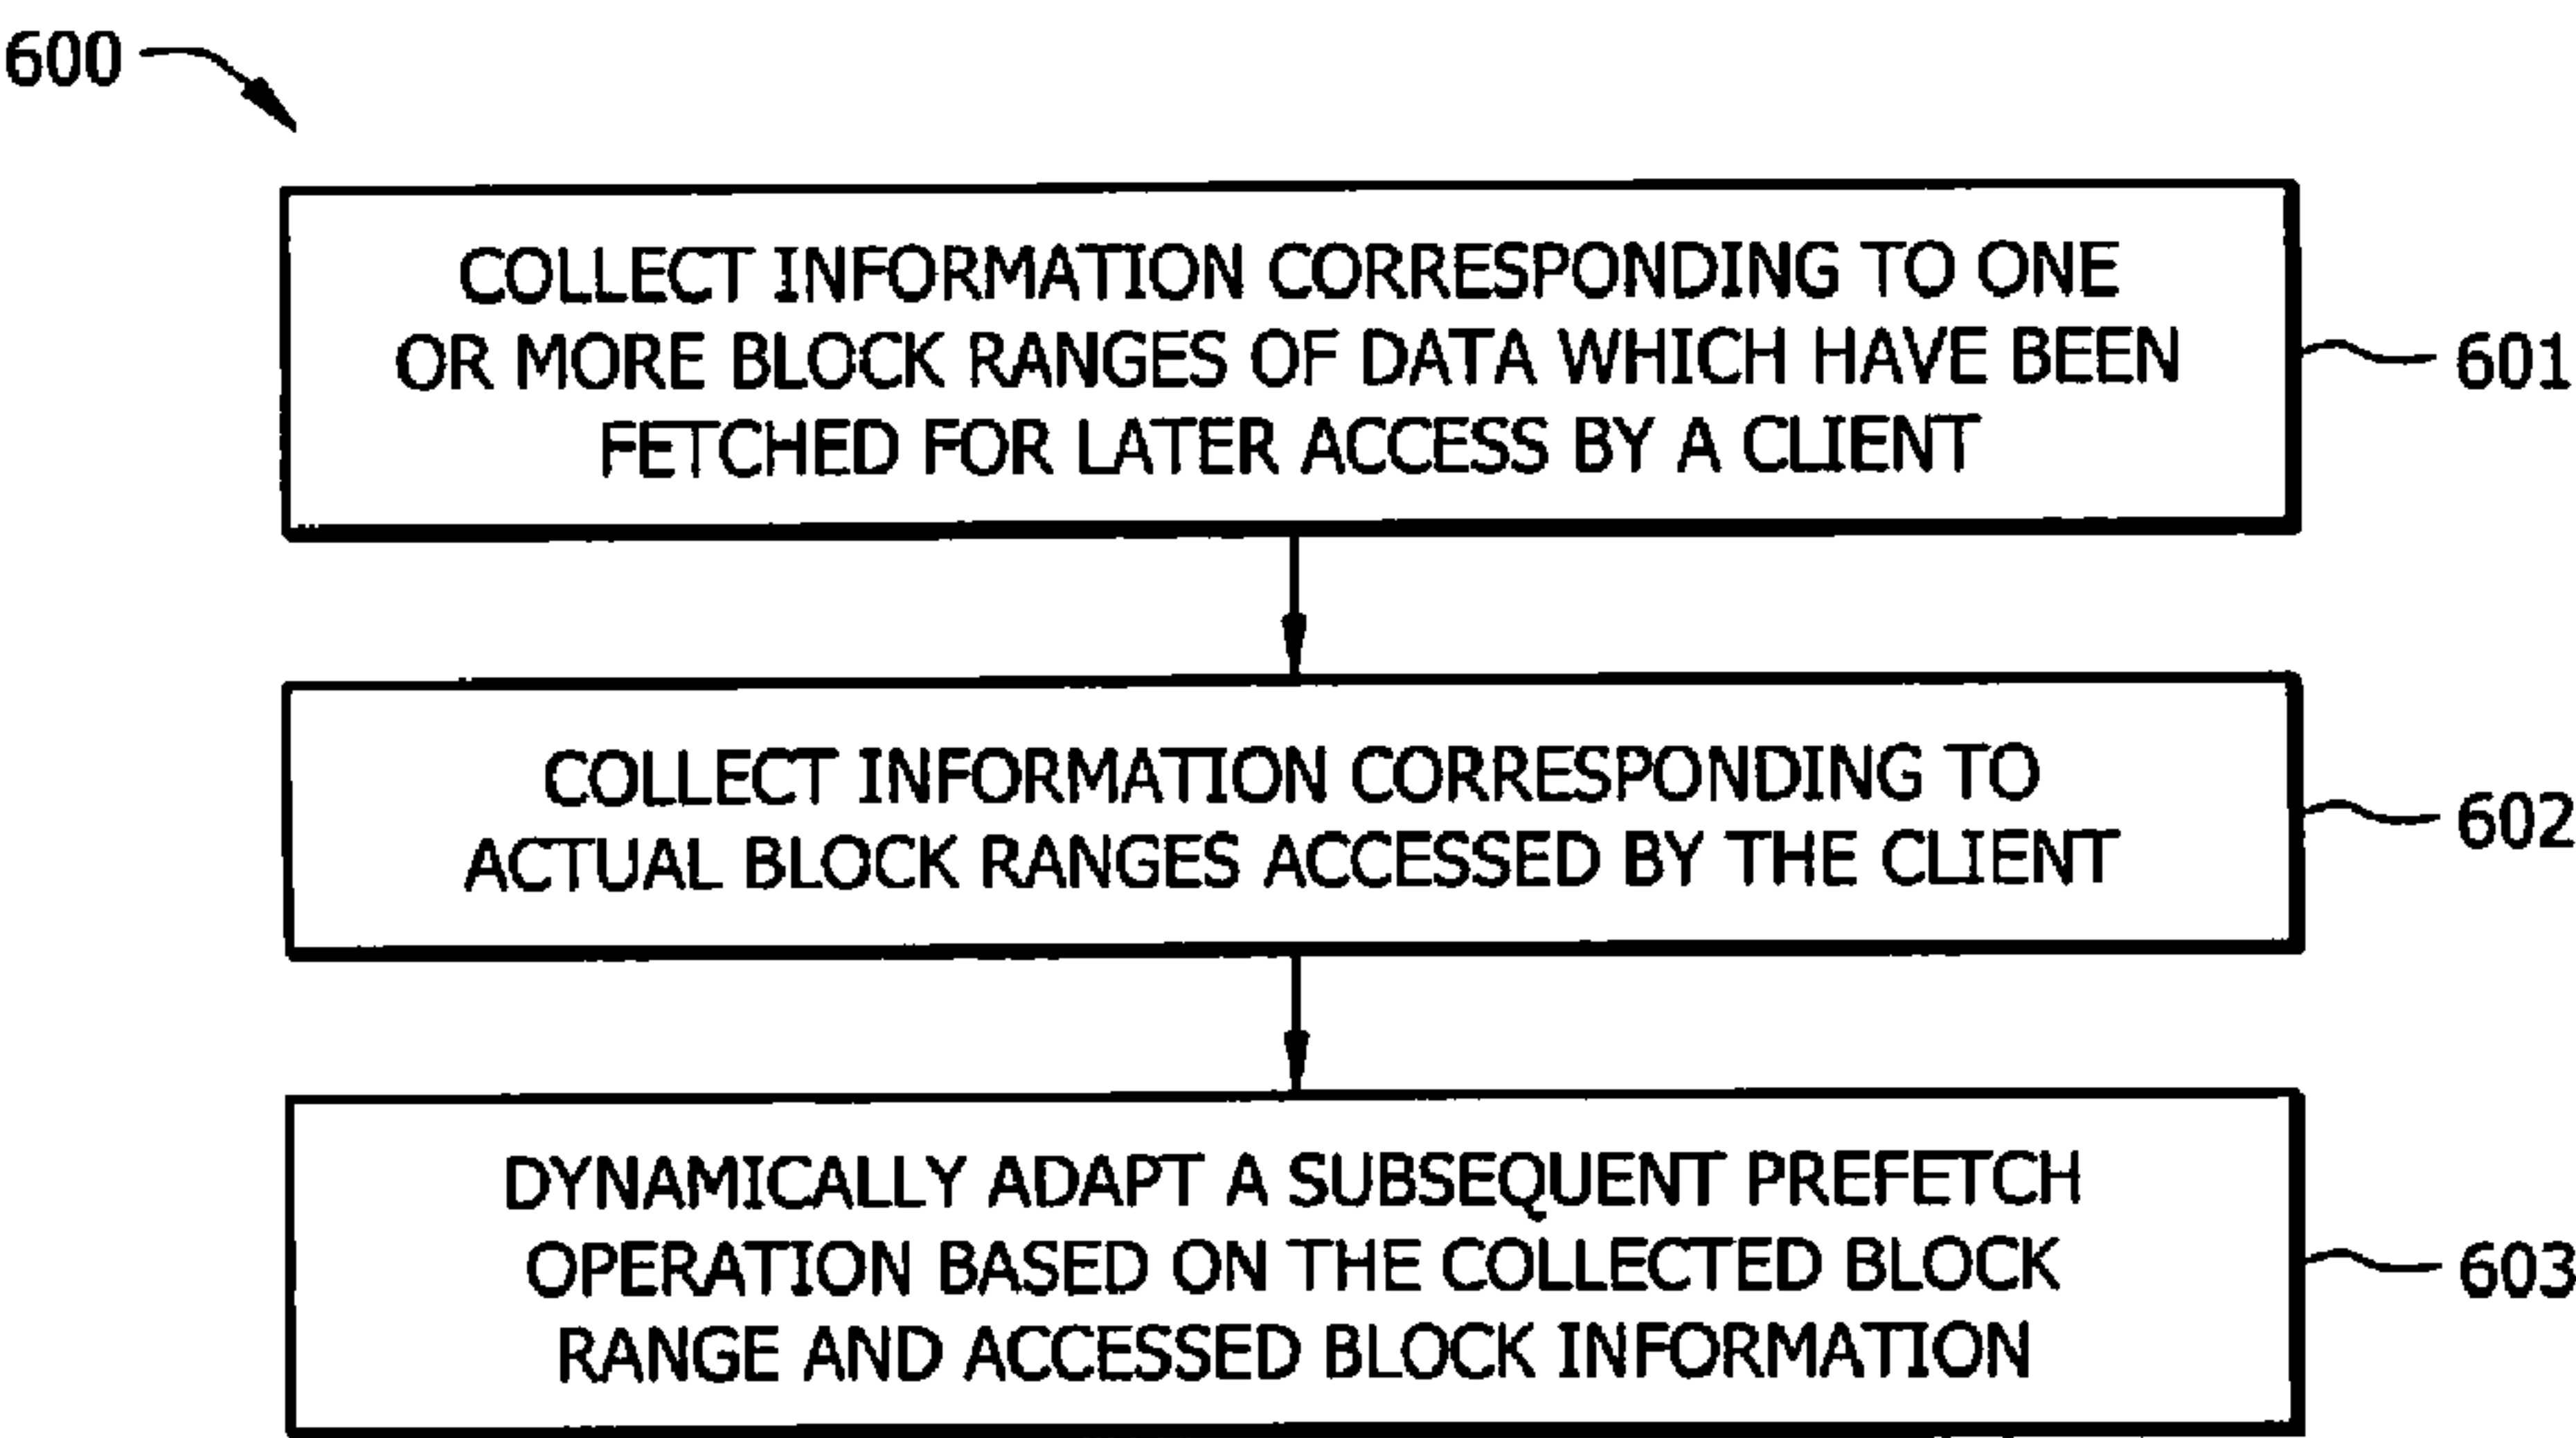 600
COLLECT INFORMATION CORRESPONDING TO ONE
OR MORE BLOCK RANGES OF DATA WHICH HAVE BEEN
FETCHED FOR LATER ACCESS BY A CLIENT
601
COLLECT INFORMATION CORRESPONDING TO
ACTUAL BLOCK RANGES ACCESSED BY THE CLIENT
602
DYNAMICALLY ADAPT A SUBSEQUENT PREFETCH
OPERATION BASED ON THE COLLECTED BLOCK
RANGE AND ACCESSED BLOCK INFORMATION
603